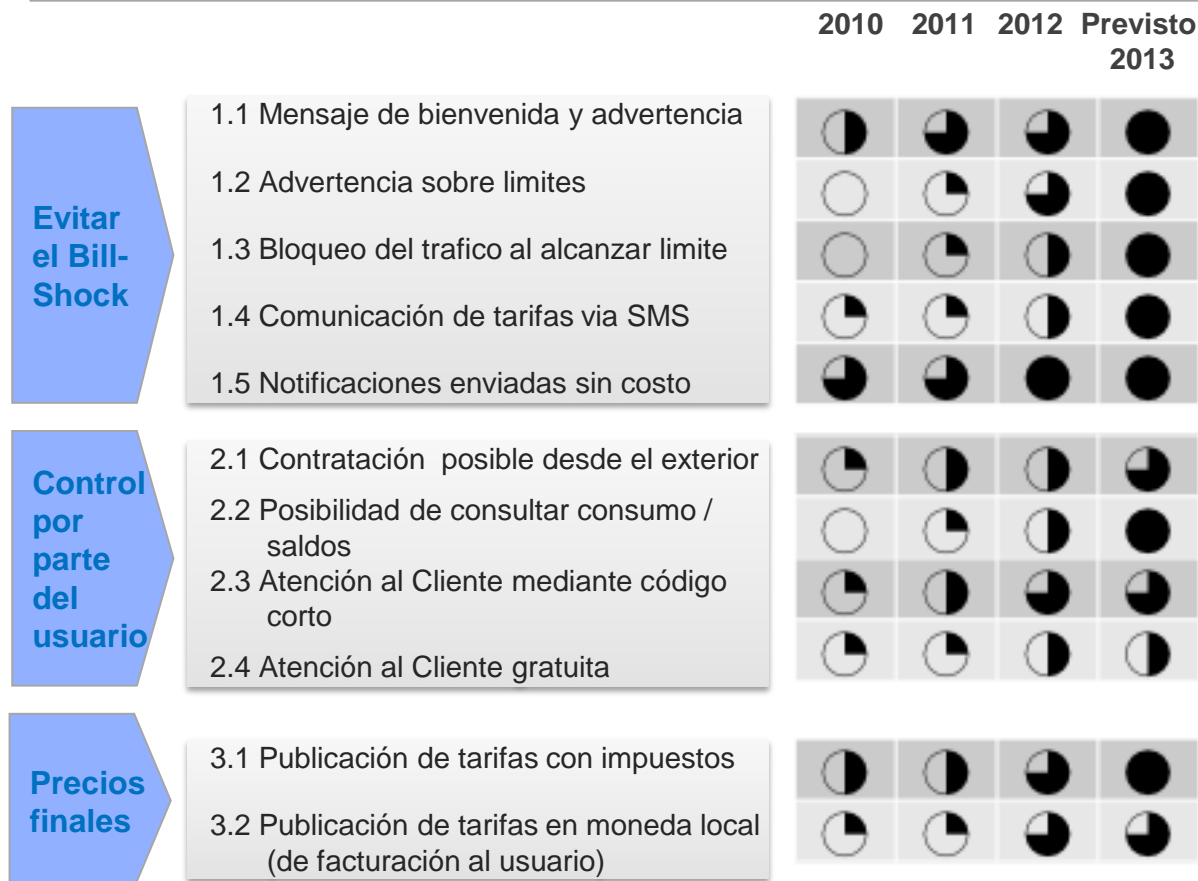 2010 2011 2012 Previsto
2013
Evitar
el Bill-
Shock
1.1 Mensaje de bienvenida y advertencia
1.2 Advertencia sobre limites
1.3 Bloqueo del trafico al alcanzar limite
1.4 Comunicación de tarifas via SMS
1.5 Notificaciones enviadas sin costo
Control
por
parte
del
usuario
2.1 Contratación posible desde el exterior
2.2 Posibilidad de consultar consumo /
saldos
2.3 Atención al Cliente mediante código
corto
2.4 Atención al Cliente gratuita
Precios
finales
3.1 Publicación de tarifas con impuestos
3.2 Publicación de tarifas en moneda local
(de facturación al usuario)